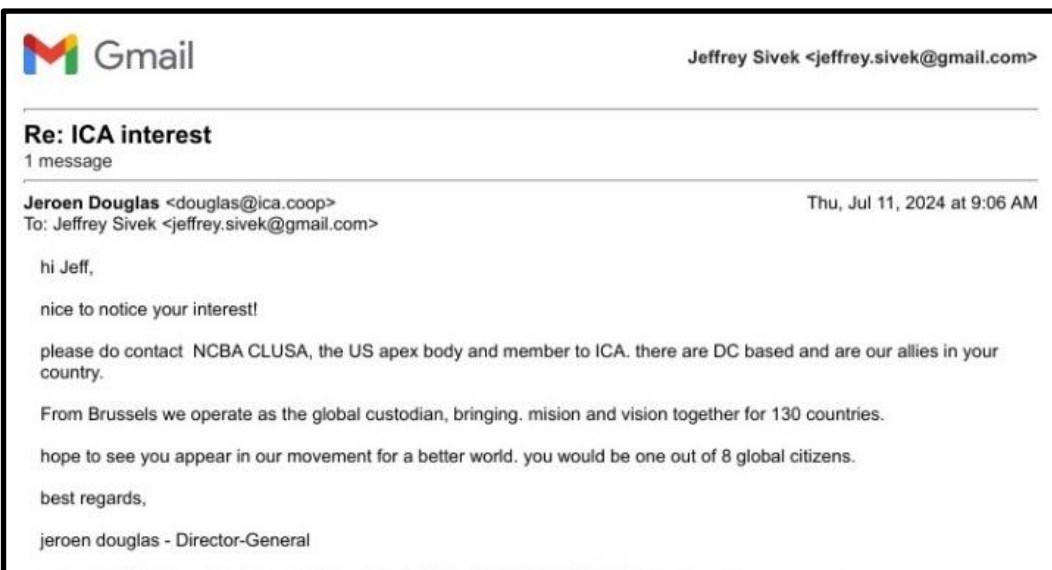 Gmail
Jeffrey Sivek <jeffrey.sivek@gmail.com>
Re: ICA interest
1 message
Jeroen Douglas <douglas@ica.coop>
Thu, Jul 11, 2024 at 9:06 AM
To: Jeffrey Sivek <jeffrey.sivek@gmail.com>
hi Jeff,
nice to notice your interest!
please do contact  NCBA CLUSA, the US apex body and member to ICA. there are DC based and are our allies in your
country.
From Brussels we operate as the global custodian, bringing. mision and vision together for 130 countries.
hope to see you appear in our movement for a better world. you would be one out of 8 global citizens.
best regards,
jeroen douglas - Director-General